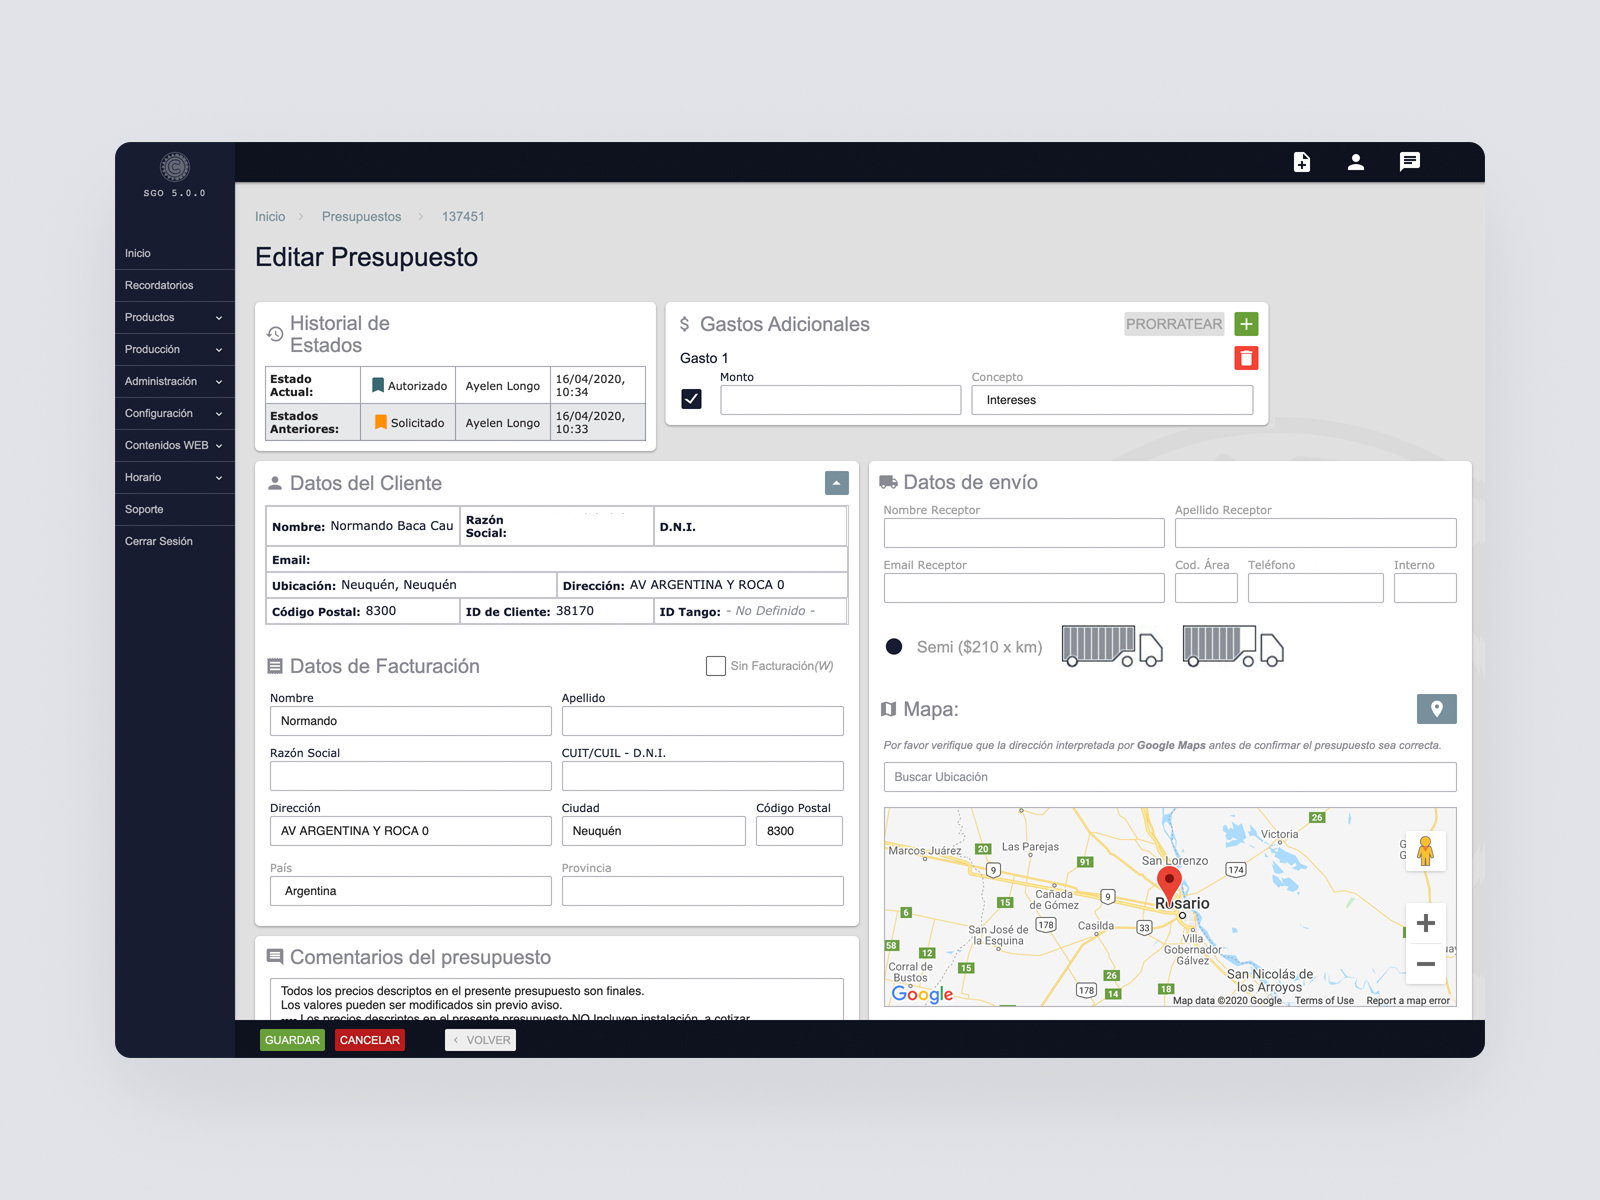 SGO 5.0.0
Inicio
Recordatorios
Productos
Producción
Administración
Configuración
Contenidos WEB
Horario
Soporte
Cerrar Sesión
Inicio > Presupuestos > 137451
Editar Presupuesto
Historial de
Estados
Estado
Actual:
Autorizado
Ayelen Longo
16/04/2020,
10:34
Estados
Anteriores:
Solicitado
Ayelen Longo
16/04/2020,
10:33
$ Gastos Adicionales
PRORRATEAR
Gasto 1
Monto
Concepto
Intereses
Datos del Cliente
Nombre: Normando Baca Cau
Razón
Social:
D.N.I.
Email:
Ubicación: Neuquén, Neuquén
Dirección: AV ARGENTINA Y ROCA 0
Código Postal: 8300
ID de Cliente: 38170
ID Tango: - No Definido -
Datos de Facturación
Sin Facturación(W)
Nombre
Apellido
Normando
Razón Social
CUIT/CUIL - D.N.I.
Dirección
Ciudad
Código Postal
AV ARGENTINA Y ROCA 0
Neuquén
8300
País
Provincia
Argentina
Comentarios del presupuesto
Todos los precios descriptos en el presente presupuesto son finales.
Los valores pueden ser modificados sin previo aviso.
---- Los precios descriptos en el presente presupuesto NO Incluyen instalación, a cotizar
Datos de envío
Nombre Receptor
Apellido Receptor
Email Receptor
Cod. Área
Teléfono
Interno
Semi ($210 x km)
Mapa:
Por favor verifique que la dirección interpretada por Google Maps antes de confirmar el presupuesto sea correcta.
Buscar Ubicación
26
Victoria
Marcos Juárez
20
Las Parejas
G
G
91
San Lorenzo
9
174
Cañada
de Gómez
9
15
Rosario
6
San José de
la Esquina
178
Casilda
33
Villa
Gobernador
Gálvez
58
12
uay
Corral de
Bustos
15
26
San Nicolás de
los Arroyos
178
14
18
Google
Map data ©2020 Google
Terms of Use
Report a map error
GUARDAR
CANCELAR
< VOLVER